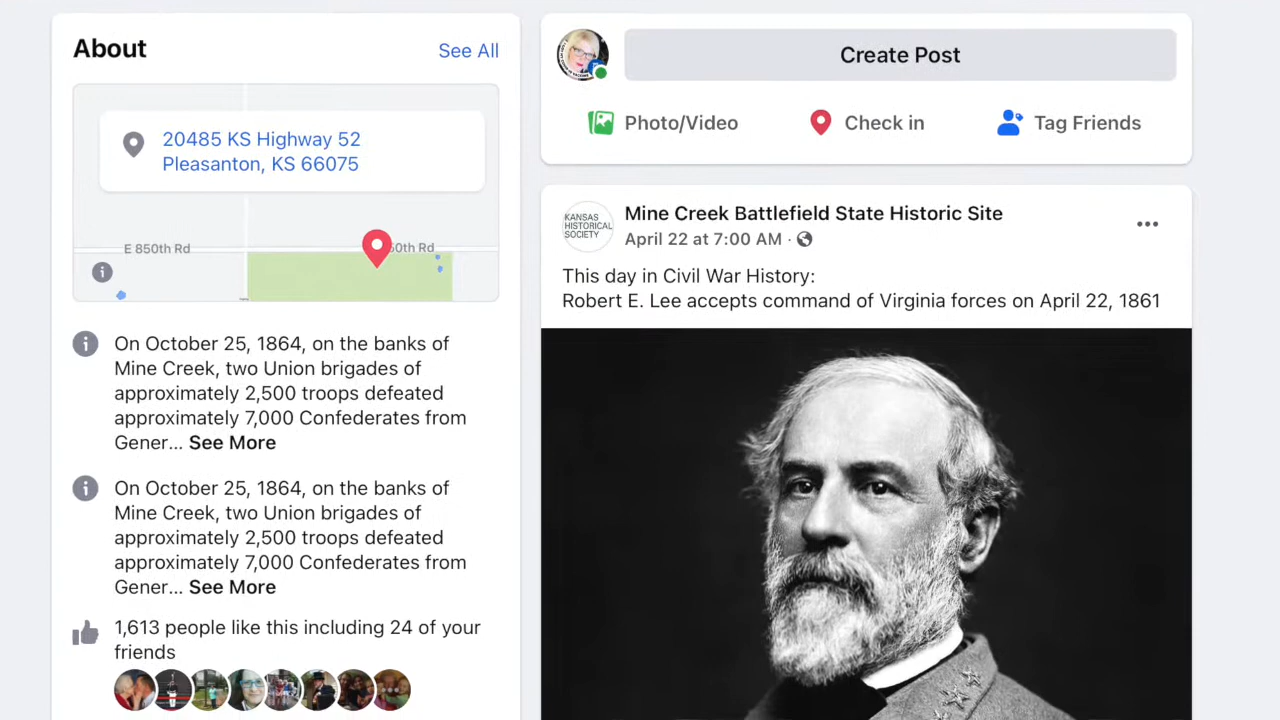 About
See All
20485 KS Highway 52
Pleasanton, KS 66075
E 850th Rd
50th Rd
On October 25, 1864, on the banks of
Mine Creek, two Union brigades of
approximately 2,500 troops defeated
approximately 7,000 Confederates from
Gener... See More
On October 25, 1864, on the banks of
Mine Creek, two Union brigades of
approximately 2,500 troops defeated
approximately 7,000 Confederates from
Gener... See More
1,613 people like this including 24 of your
friends
Create Post
Photo/Video
Check in
Tag Friends
KANSAS
HISTORICAL
SOCIETY
Mine Creek Battlefield State Historic Site
April 22 at 7:00 AM ·
This day in Civil War History:
Robert E. Lee accepts command of Virginia forces on April 22, 1861